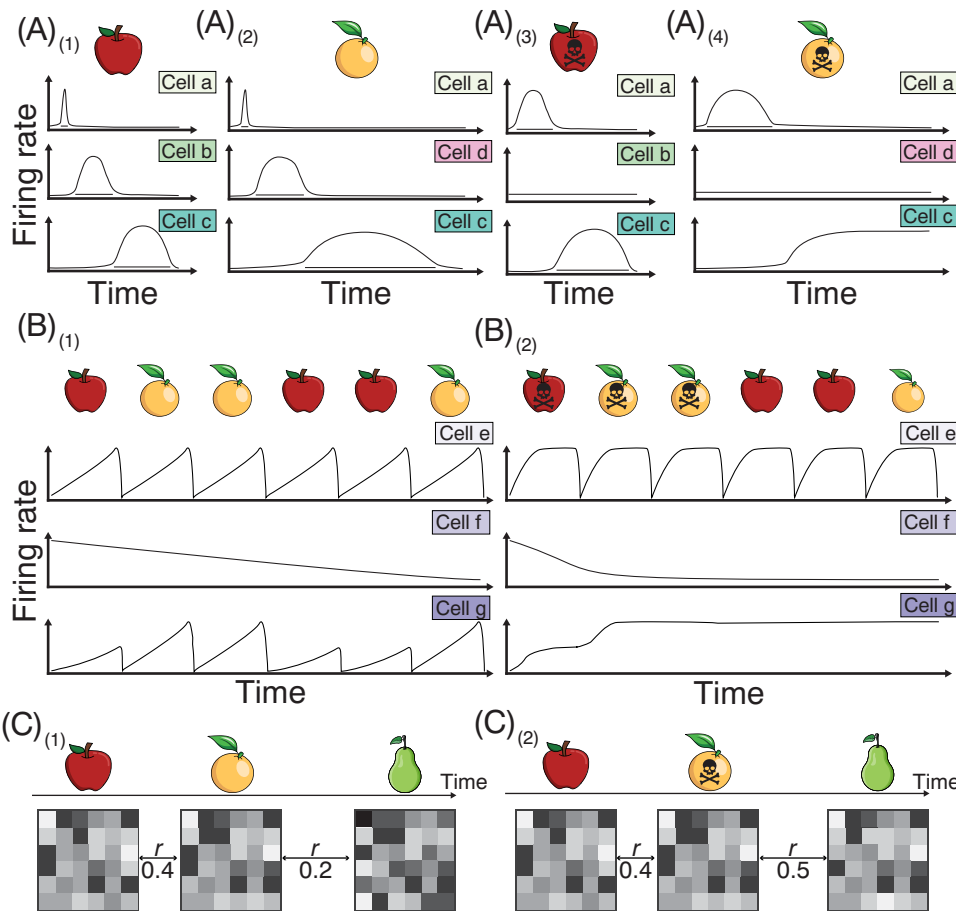 (A)(1)
(A)(2)
(A)(3)
(A)(4)
Firing rate
Cell a
Cell a
Cell a
Cell a
Cell b
Cell d
Cell b
Cell d
Cell c
Cell c
Cell c
Cell c
Time
Time
Time
Time
(B)(1)
(B)(2)
Firing rate
Cell e
Cell e
Cell f
Cell f
Cell g
Cell g
Time
Time
(C)(1)
(C)(2)
Time
Time
r
0.4
r
0.2
r
0.4
r
0.5